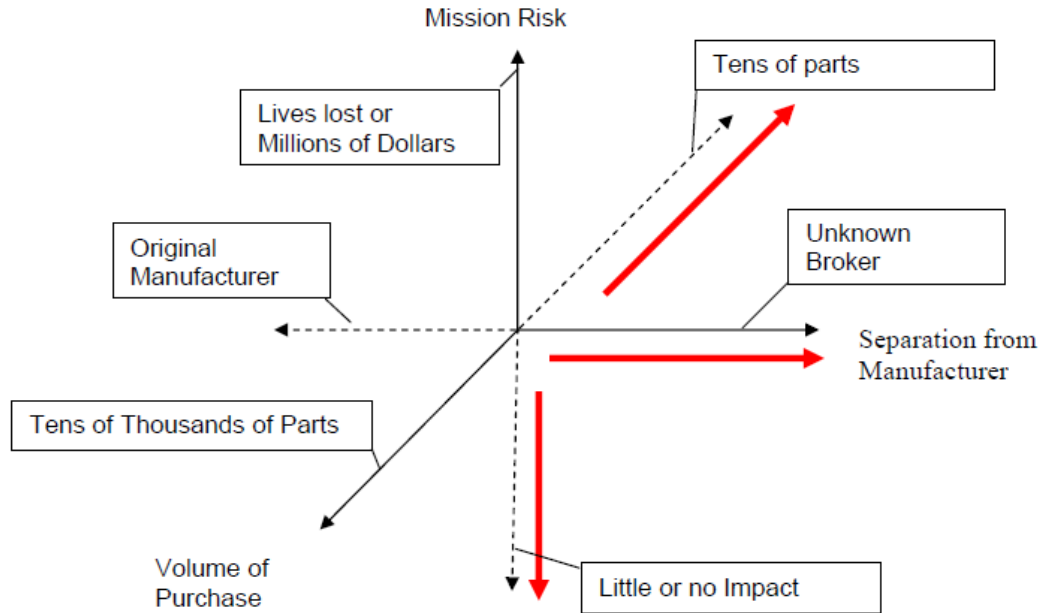 Mission Risk
Tens of parts
Lives lost or
Millions of Dollars
Original
Manufacturer
Unknown
Broker
Separation from
Manufacturer
Tens of Thousands of Parts
Volume of
Purchase
Little or no Impact